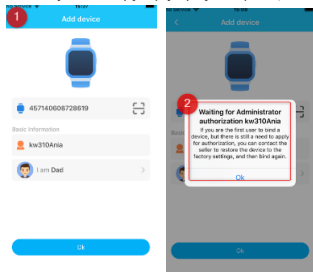 1
Add device
457140608728619
Basic Information
kw310Ania
I am Dad
Ok
Add device
2
Waiting for Administrator
authorization kw310Ania
If you are the first user to bind a
device, but there is still a need to apply
for authorization, you can contact the
seller to restore the device to the
factory settings, and then bind again.
Ok
Ok